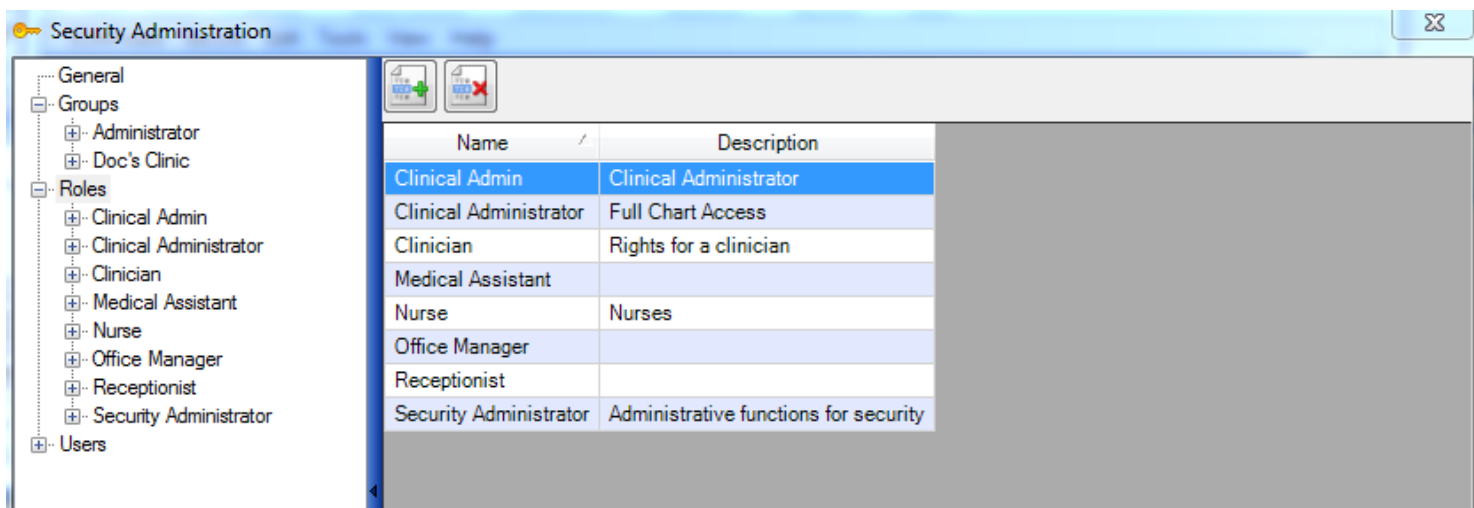 Security Administration
General
Groups
Administrator
Doc's Clinic
Roles
Clinical Admin
Clinical Administrator
Clinician
Medical Assistant
Nurse
Office Manager
Receptionist
Security Administrator
Users
Name Description
Clinical Admin Clinical Administrator
Clinical Administrator Full Chart Access
Clinician Rights for a clinician
Medical Assistant
Nurse Nurses
Office Manager
Receptionist
Security Administrator Administrative functions for security